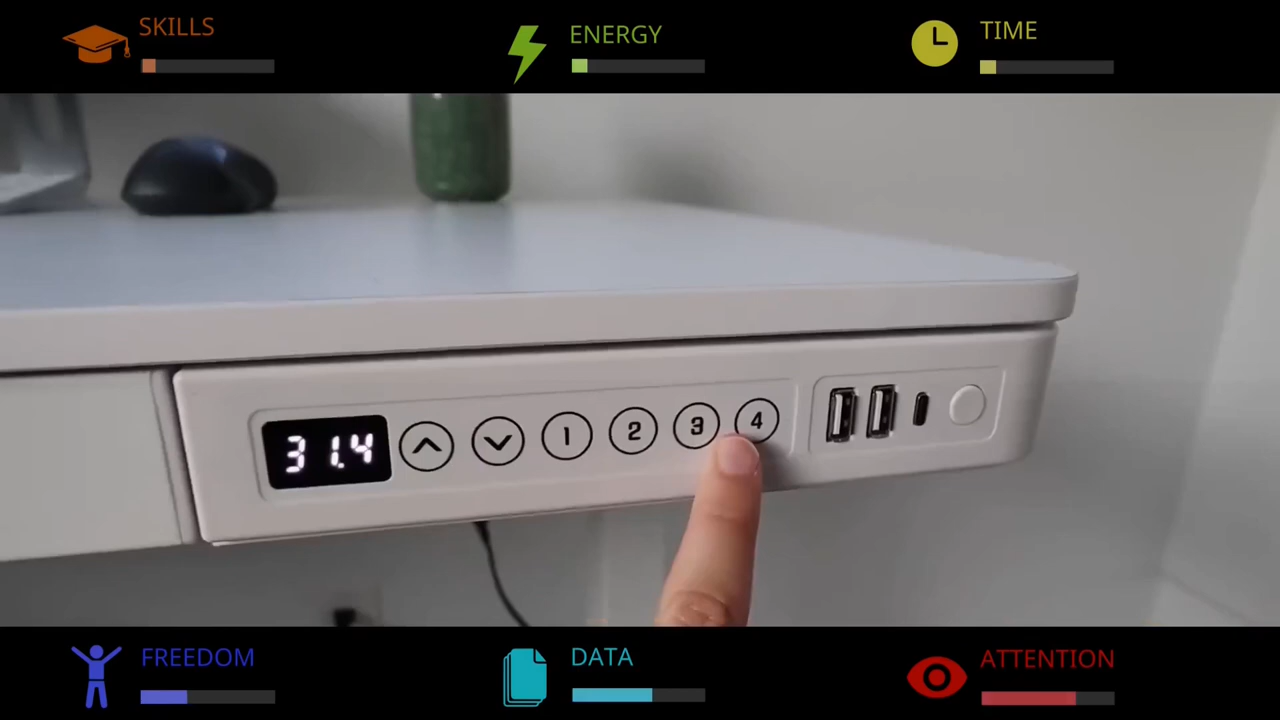 SKILLS
ENERGY
TIME
31.4 1 2 3 4
FREEDOM
DATA
ATTENTION